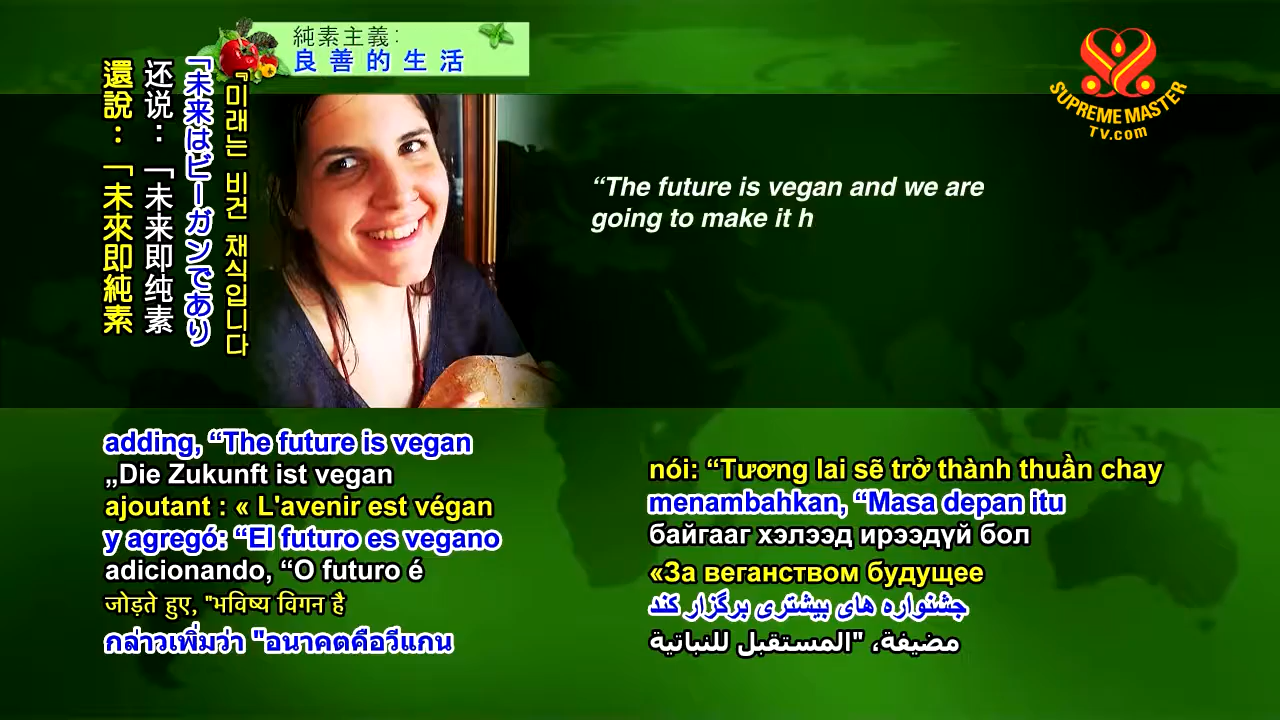 純素主義:
良善的生活
SUPREME MASTER
TV.com
還說：「未來即純素
还说：「未来即纯素
「未来はビーガンであり
『미래는 비건 채식입니다
“The future is vegan and we are
going to make it h
adding, “The future is vegan
„Die Zukunft ist vegan
ajoutant : « L'avenir est végan
y agregó: “El futuro es vegano
adicionando, “O futuro é
जोड़ते हुए, "भविष्य विगन है
กล่าวเพิ่มว่า "อนาคตคือวีแกน
nói: “Tương lai sẽ trở thành thuần chay
menambahkan, “Masa depan itu
байгааг хэлээд ирээдүй бол
«За веганством будущее
جشنواره های بیشتری برگزار کند
مضيفة، "المستقبل للنباتية